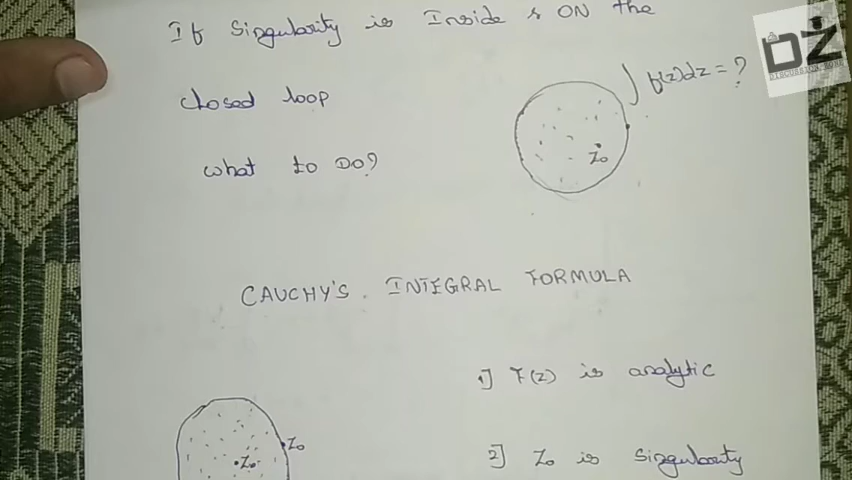 If Singularity is Inside & ON the
closed loop
∫ f(z)dz = ?
what to DO?
Z₀
CAUCHY'S INTEGRAL FORMULA
1] F(z) is analytic
Z₀
Z₀
2] Z₀ is Singularity
DZ